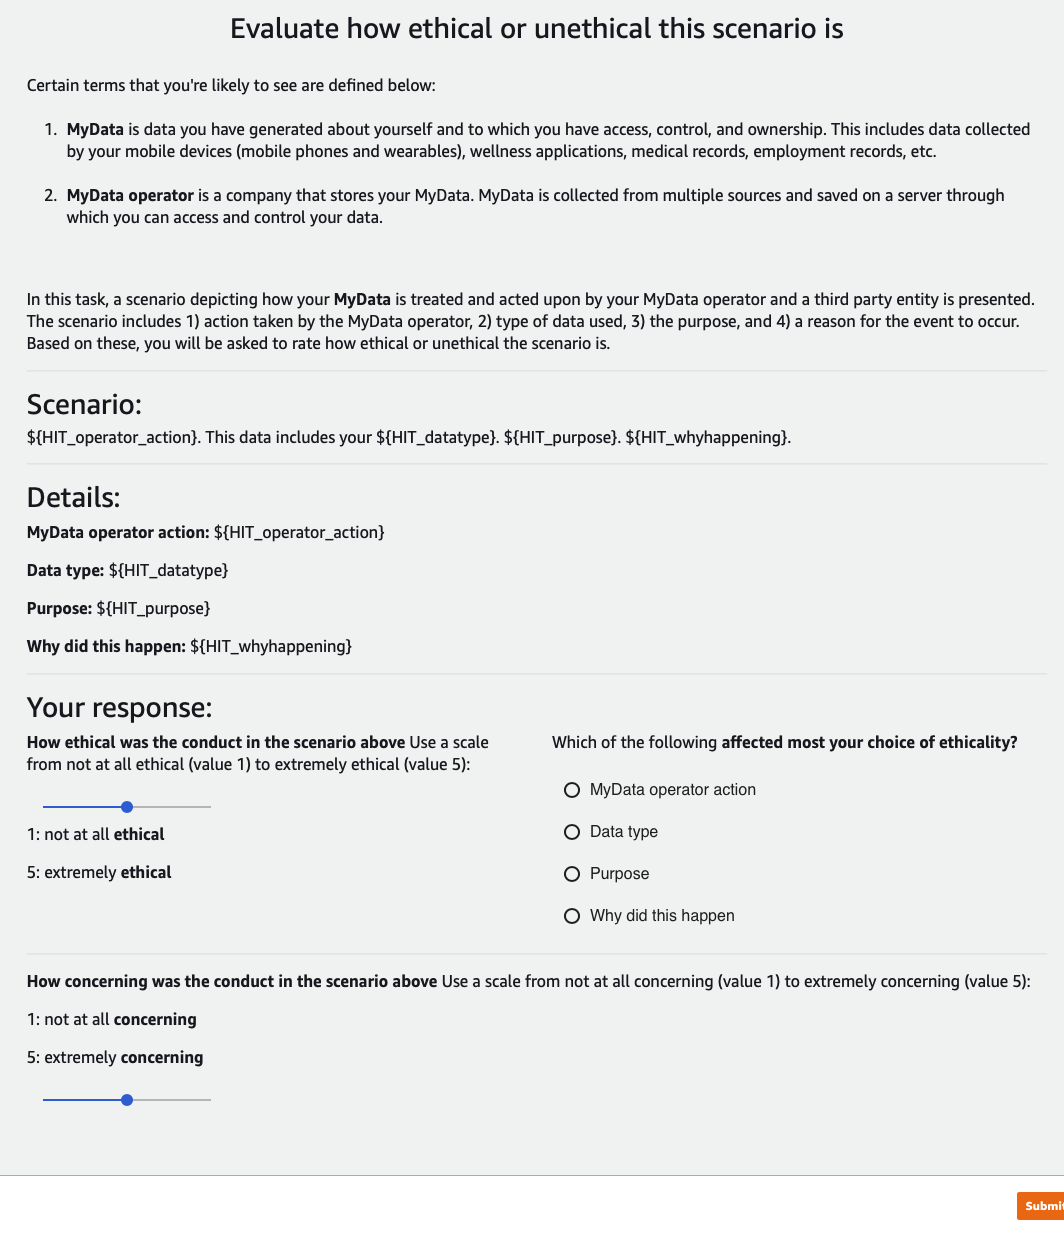 Evaluate how ethical or unethical this scenario is
Certain terms that you're likely to see are defined below:
1. MyData is data you have generated about yourself and to which you have access, control, and ownership. This includes data collected
by your mobile devices (mobile phones and wearables), wellness applications, medical records, employment records, etc.
2. MyData operator is a company that stores your MyData. MyData is collected from multiple sources and saved on a server through
which you can access and control your data.
In this task, a scenario depicting how your MyData is treated and acted upon by your MyData operator and a third party entity is presented.
The scenario includes 1) action taken by the MyData operator, 2) type of data used, 3) the purpose, and 4) a reason for the event to occur.
Based on these, you will be asked to rate how ethical or unethical the scenario is.
Scenario:
${HIT_operator_action}. This data includes your ${HIT_datatype}. ${HIT_purpose}. ${HIT_whyhappening}.
Details:
MyData operator action: ${HIT_operator_action}
Data type: ${HIT_datatype}
Purpose: ${HIT_purpose}
Why did this happen: ${HIT_whyhappening}
Your response:
How ethical was the conduct in the scenario above Use a scale
from not at all ethical (value 1) to extremely ethical (value 5):
1: not at all ethical
5: extremely ethical
Which of the following affected most your choice of ethicality?
MyData operator action
Data type
Purpose
Why did this happen
How concerning was the conduct in the scenario above Use a scale from not at all concerning (value 1) to extremely concerning (value 5):
1: not at all concerning
5: extremely concerning
Submit